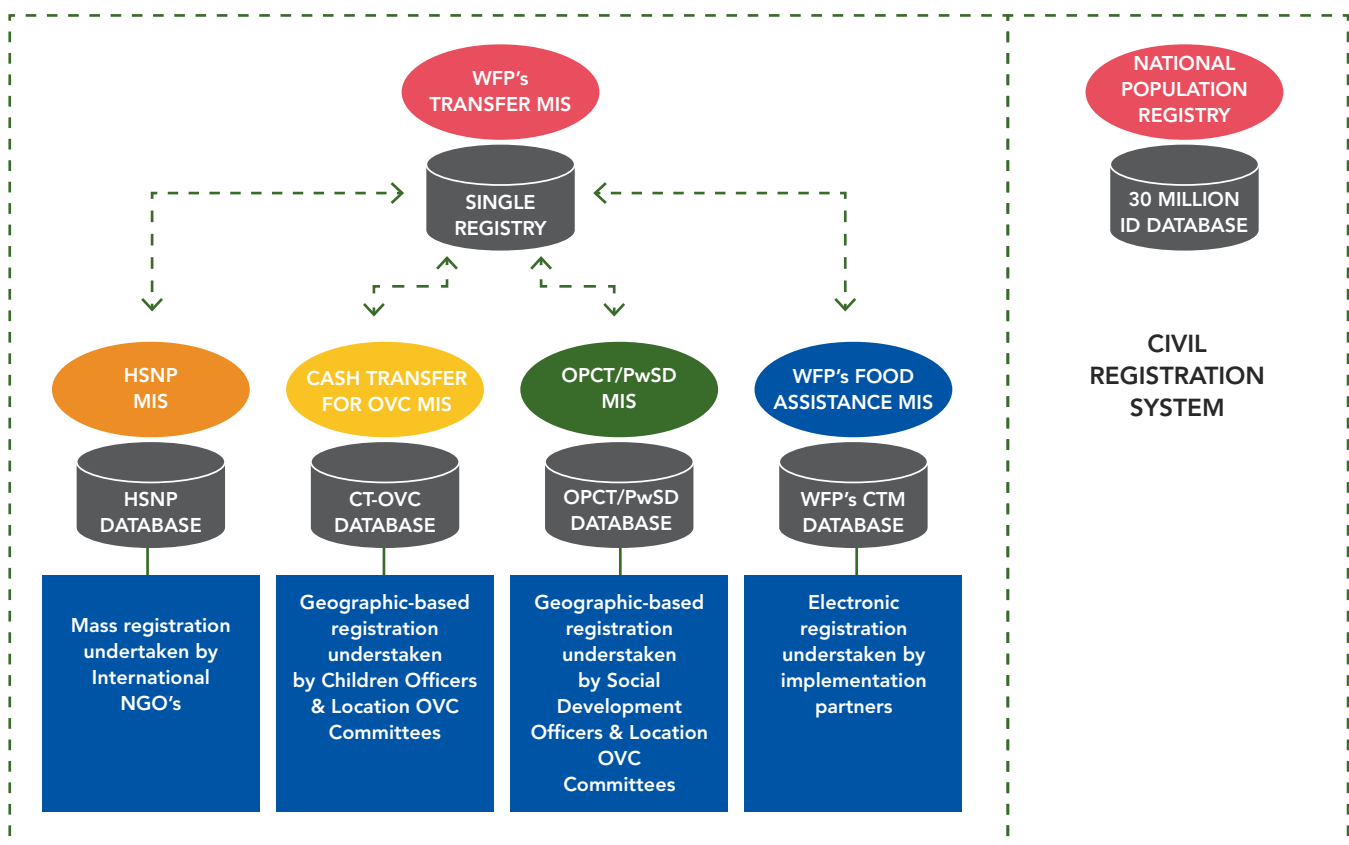 WFP's
TRANSFER MIS
SINGLE
REGISTRY
NATIONAL
POPULATION
REGISTRY
30 MILLION
ID DATABASE
CIVIL
REGISTRATION
SYSTEM
HSNP
MIS
HSNP
DATABASE
Mass registration
undertaken by
International
NGO's
CASH TRANSFER
FOR OVC MIS
CT-OVC
DATABASE
Geographic-based
registration
understaken
by Children Officers
& Location OVC
Committees
OPCT/PwSD
MIS
OPCT/PwSD
DATABASE
Geographic-based
registration
understaken
by Social
Development
Officers & Location
OVC
Committees
WFP's FOOD
ASSISTANCE MIS
WFP's CTM
DATABASE
Electronic
registration
understaken by
implementation
partners